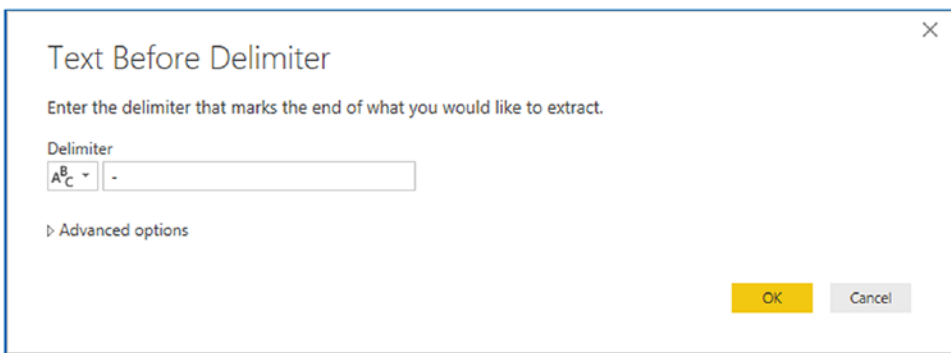 Text Before Delimiter
Enter the delimiter that marks the end of what you would like to extract.
Delimiter
ABC -
Advanced options
OK Cancel